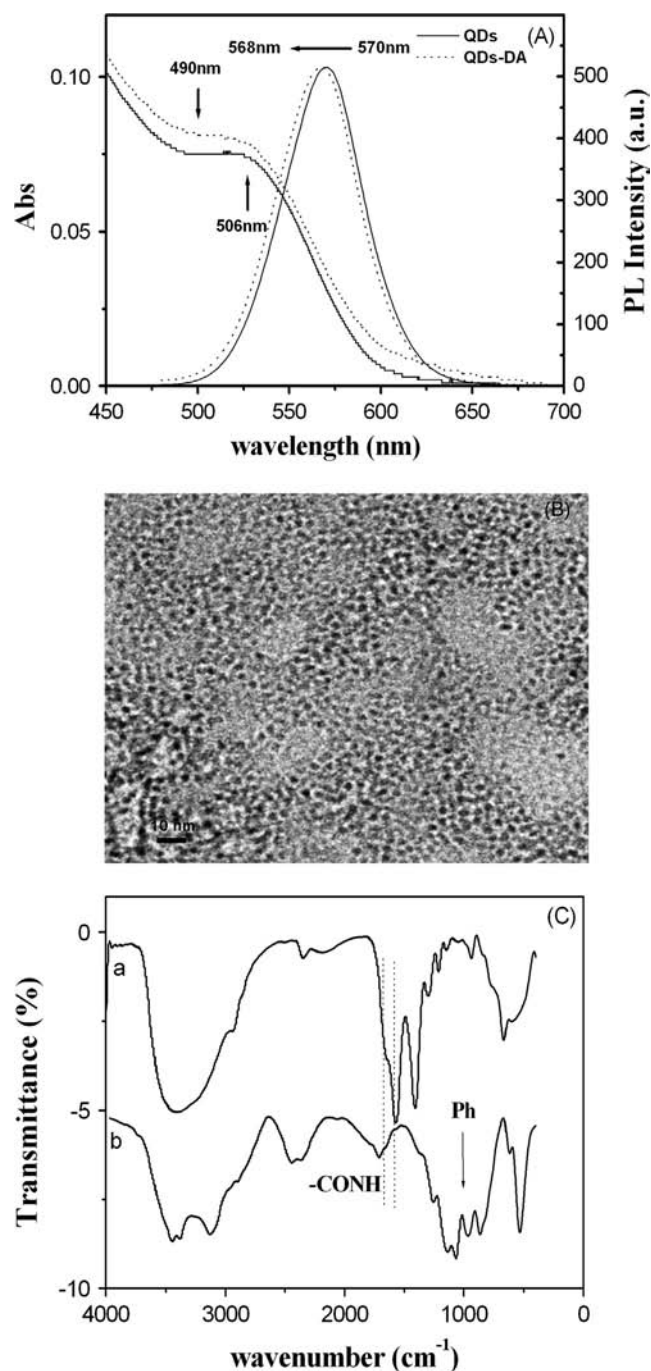 (A)
QDs
QDs-DA
568nm
570nm
490nm
506nm
0.10
0.05
0.00
Abs
500
400
300
200
100
0
PL Intensity (a.u.)
450 500 550 600 650 700
wavelength (nm)
(B)
10 nm
(C)
0
-5
-10
Transmittance (%)
a
b
Ph
-CONH
4000 3000 2000 1000 0
wavenumber (cm⁻¹)